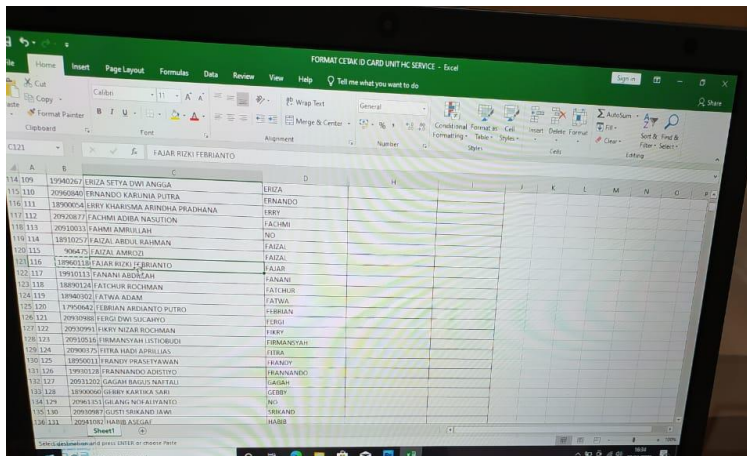 FORMAT CETAK ID CARD UNIT HC SERVICE - Excel
Sign in
File Home Insert Page Layout Formulas Data Review View Help Tell me what you want to do
Share
Cut
Copy
Format Painter
Clipboard
Calibri 11
B I U
Font
Wrap Text
Merge & Center
Alignment
General
Number
Conditional Formatting Format as Table Cell Styles
Styles
Insert Delete Format
Cells
AutoSum
Fill
Clear
Sort & Filter Find & Select
Editing
C121 FAJAR RIZKI FEBRIANTO
A B C H K L M N O P
114 109 19940267 ERIZA SETYA DWI ANGGA ERIZA
115 110 20960840 ERNANDO KARUNIA PUTRA ERNANDO
116 111 18900054 ERRY KHARISMA ARINDHA PRADHANA ERRY
117 112 20920877 FACHMI ADIBA NASUTION FACHMI
118 113 FAHMI AMRULLAH NO
119 114 18910257 FAIZAL ABDUL RAHMAN FAIZAL
120 115 906475 FAIZAL AMROZI FAIZAL
121 116 18960118 FAJAR RIZKI FEBRIANTO FAJAR
122 117 19910113 FANANI ABDILLAH FANANI
123 118 18890124 FATCHUR ROCHMAN FATCHUR
124 119 18940302 FATWA ADAM FATWA
125 120 17950642 FEBRIAN ARDIANTO PUTRO FEBRIAN
126 121 20930988 FERGI DWI SUCAHYO FERGI
127 122 20930991 FIKRY NIZAR ROCHMAN FIKRY
128 123 20910516 FIRMANSYAH LISTIOBUDI FIRMANSYAH
129 124 20900375 FITRA HADI APRILLIAS FITRA
130 125 18950011 FRANDY PRASETYAWAN FRANDY
131 126 19930128 FRANNANDO ADISTIYO FRANNANDO
132 127 20931202 GAGAH BAGUS NAFTALI GAGAH
133 128 18900060 GEBBY KARTIKA SARI GEBBY
134 129 20961351 GILANG NOFALIYANTO NO
135 130 20930987 GUSTI SRIKAND JAWI SRIKAND
136 131 20941082 HABIB ASEGAF HABIB
Sheet1
Select destination and press ENTER or choose Paste
100%